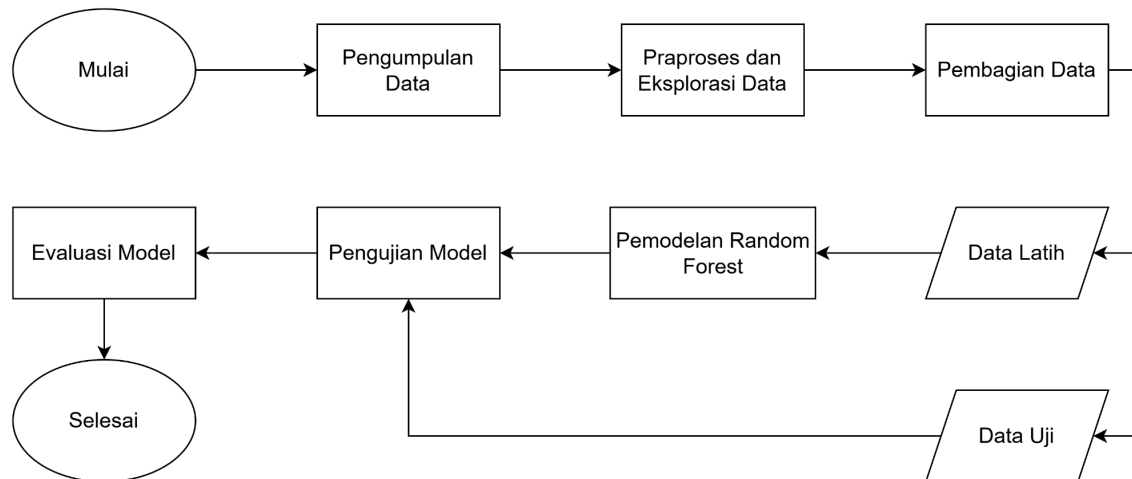 Mulai
Pengumpulan
Data
Praproses dan
Eksplorasi Data
Pembagian Data
Evaluasi Model
Pengujian Model
Pemodelan Random
Forest
Data Latih
Selesai
Data Uji